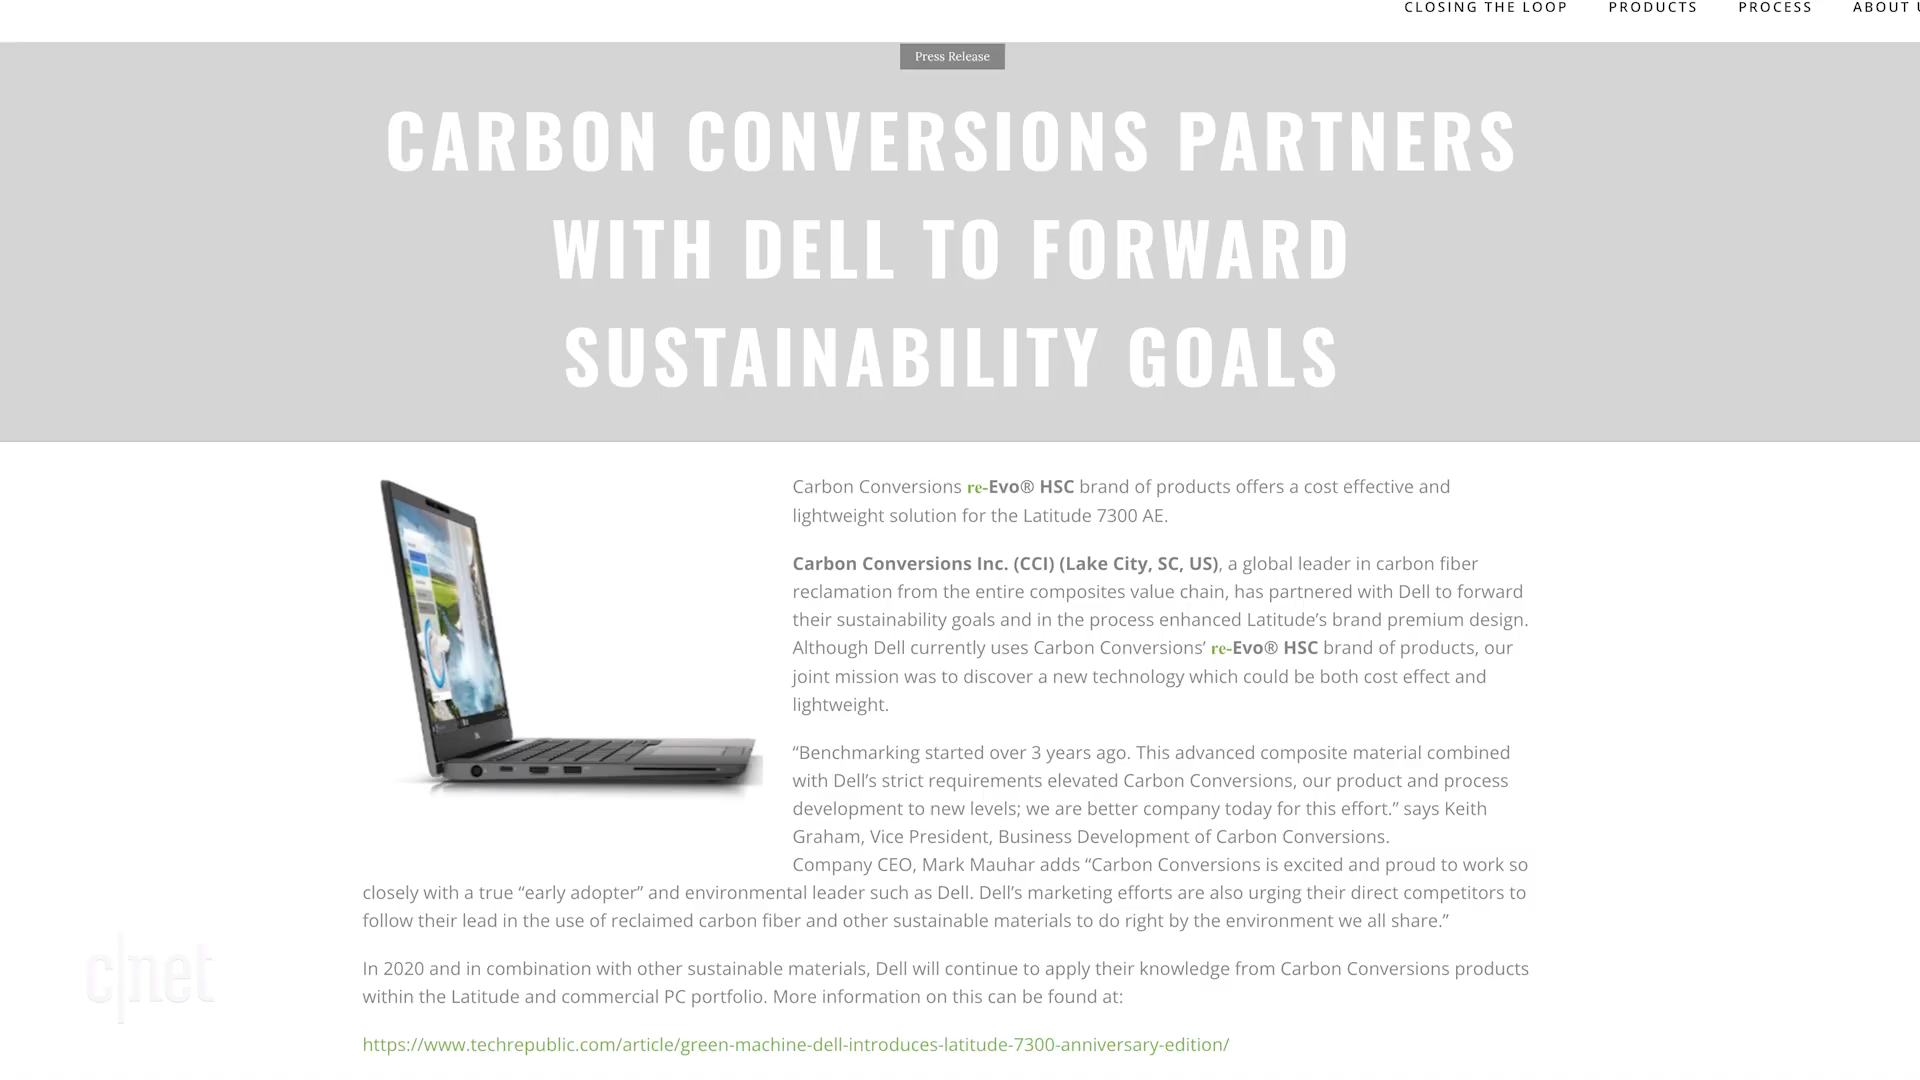 CLOSING THE LOOP PRODUCTS PROCESS ABOUT
Press Release
CARBON CONVERSIONS PARTNERS
WITH DELL TO FORWARD
SUSTAINABILITY GOALS
Carbon Conversions re-Evo® HSC brand of products offers a cost effective and
lightweight solution for the Latitude 7300 AE.
Carbon Conversions Inc. (CCI) (Lake City, SC, US), a global leader in carbon fiber
reclamation from the entire composites value chain, has partnered with Dell to forward
their sustainability goals and in the process enhanced Latitude’s brand premium design.
Although Dell currently uses Carbon Conversions’ re-Evo® HSC brand of products, our
joint mission was to discover a new technology which could be both cost effect and
lightweight.
“Benchmarking started over 3 years ago. This advanced composite material combined
with Dell’s strict requirements elevated Carbon Conversions, our product and process
development to new levels; we are better company today for this effort.” says Keith
Graham, Vice President, Business Development of Carbon Conversions.
Company CEO, Mark Mauhar adds “Carbon Conversions is excited and proud to work so
closely with a true “early adopter” and environmental leader such as Dell. Dell’s marketing efforts are also urging their direct competitors to
follow their lead in the use of reclaimed carbon fiber and other sustainable materials to do right by the environment we all share.”
In 2020 and in combination with other sustainable materials, Dell will continue to apply their knowledge from Carbon Conversions products
within the Latitude and commercial PC portfolio. More information on this can be found at:
https://www.techrepublic.com/article/green-machine-dell-introduces-latitude-7300-anniversary-edition/
c|net